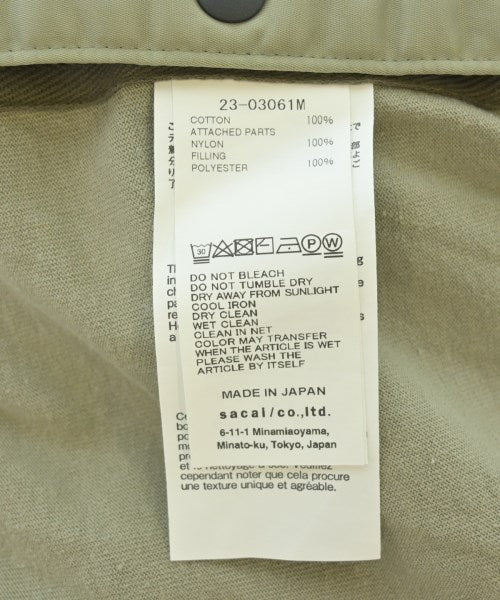 23-03061M
COTTON 100%
ATTACHED PARTS
NYLON 100%
FILLING
POLYESTER 100%
30
P
W
DO NOT BLEACH
DO NOT TUMBLE DRY
DRY AWAY FROM SUNLIGHT
COOL IRON
DRY CLEAN
WET CLEAN
CLEAN IN NET
COLOR MAY TRANSFER
WHEN THE ARTICLE IS WET
PLEASE WASH THE
ARTICLE BY ITSELF
MADE IN JAPAN
sacai/co.,ltd.
6-11-1 Minamiaoyama,
Minato-ku, Tokyo, Japan
cependant noter que cela procure
une texture unique et agréable.